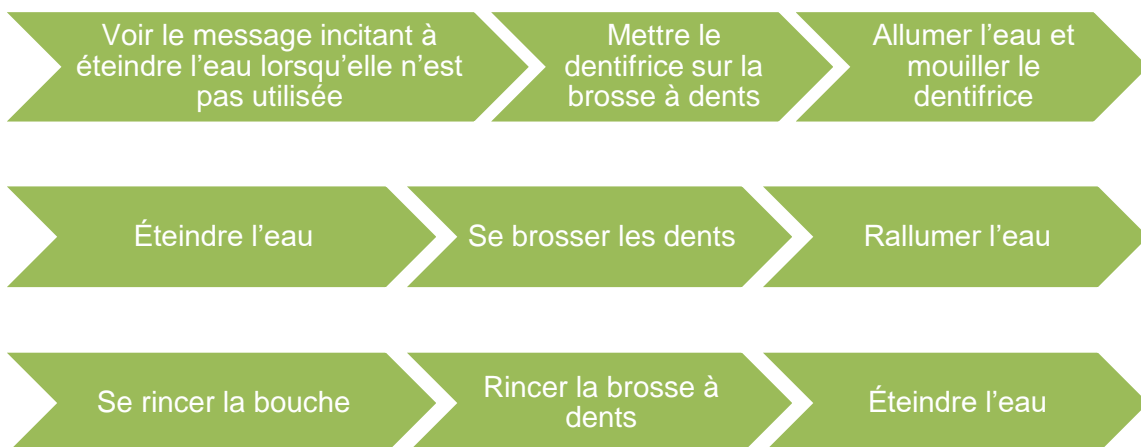 Voir le message incitant à
éteindre l'eau lorsqu'elle n'est
pas utilisée
Mettre le
dentifrice sur la
brosse à dents
Allumer l'eau et
mouiller le
dentifrice
Éteindre l'eau
Se brosser les dents
Rallumer l'eau
Se rincer la bouche
Rincer la brosse à
dents
Éteindre l'eau